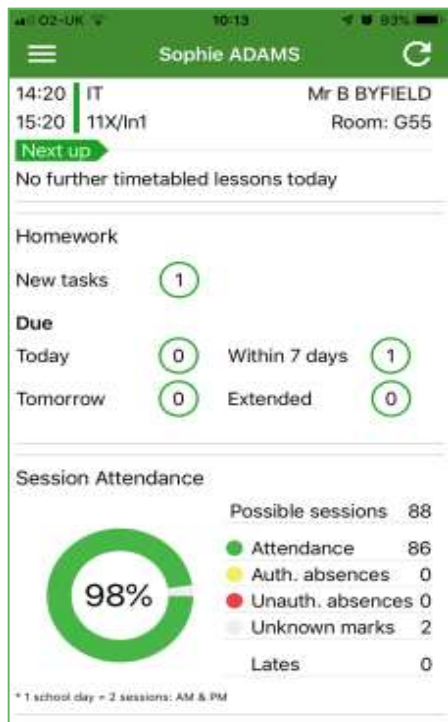 O2-UK 10:13 93%
Sophie ADAMS
14:20 IT Mr B BYFIELD
15:20 11X/In1 Room: G55
Next up
No further timetabled lessons today
Homework
New tasks 1
Due
Today 0 Within 7 days 1
Tomorrow 0 Extended 0
Session Attendance
Possible sessions 88
Attendance 86
Auth. absences 0
98% Unauth. absences 0
Unknown marks 2
Lates 0
* 1 school day = 2 sessions: AM & PM